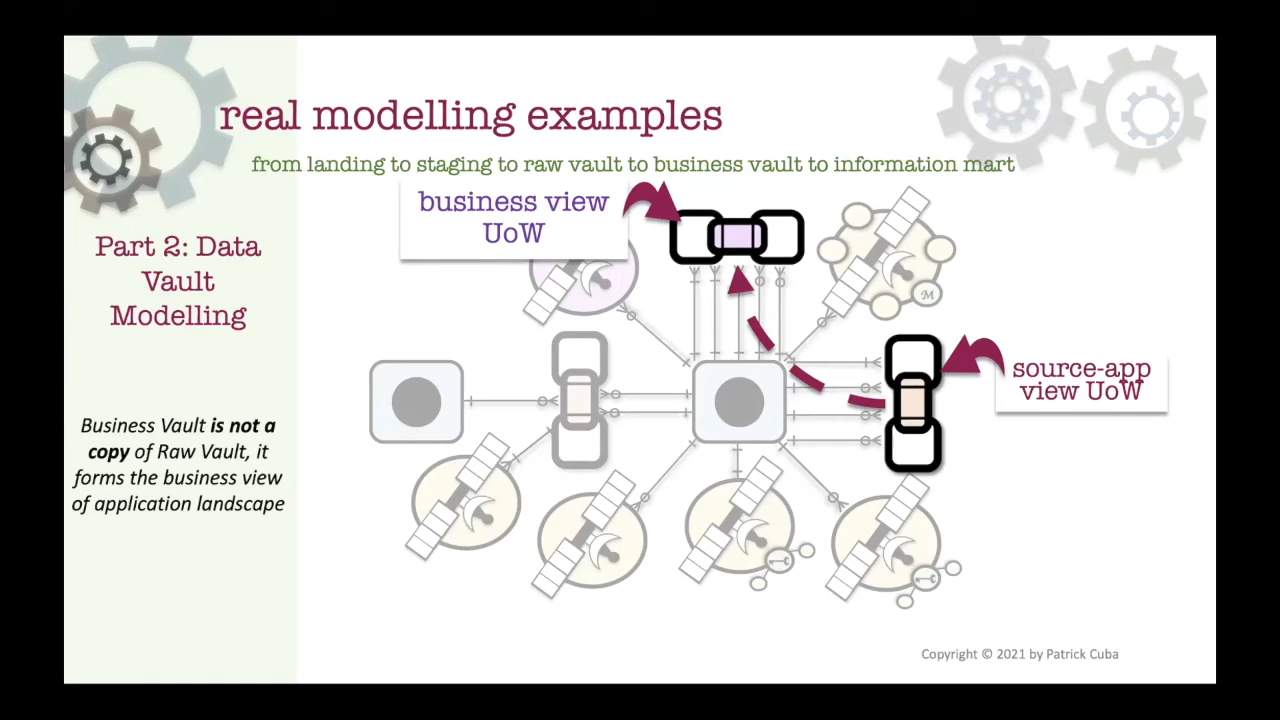 real modelling examples
from landing to staging to raw vault to business vault to information mart
Part 2: Data
Vault
Modelling
Business Vault is not a
copy of Raw Vault, it
forms the business view
of application landscape
business view
UoW
M
source-app
view UoW
Copyright © 2021 by Patrick Cuba